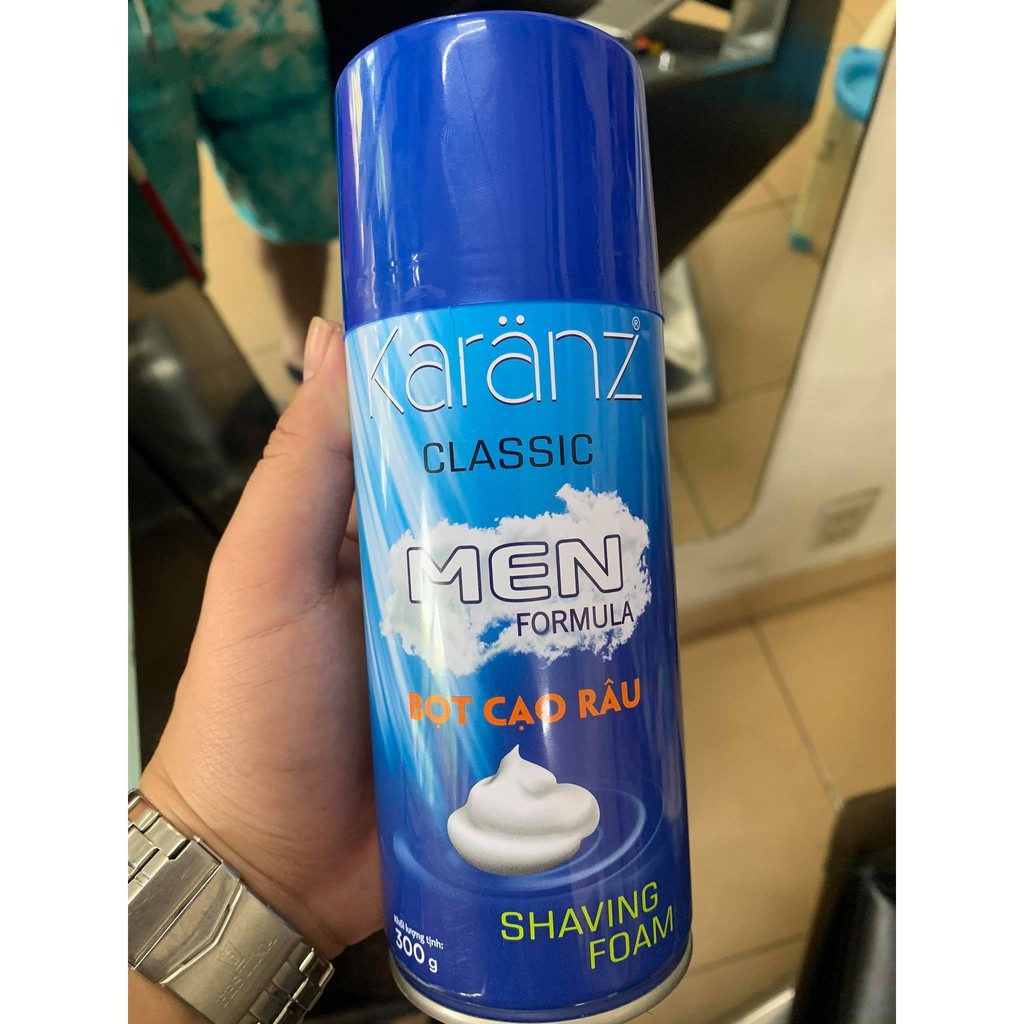 Karänz®
CLASSIC
MEN
FORMULA
BỌT CẠO RÂU
SHAVING
FOAM
Khối lượng tịnh:
300 g